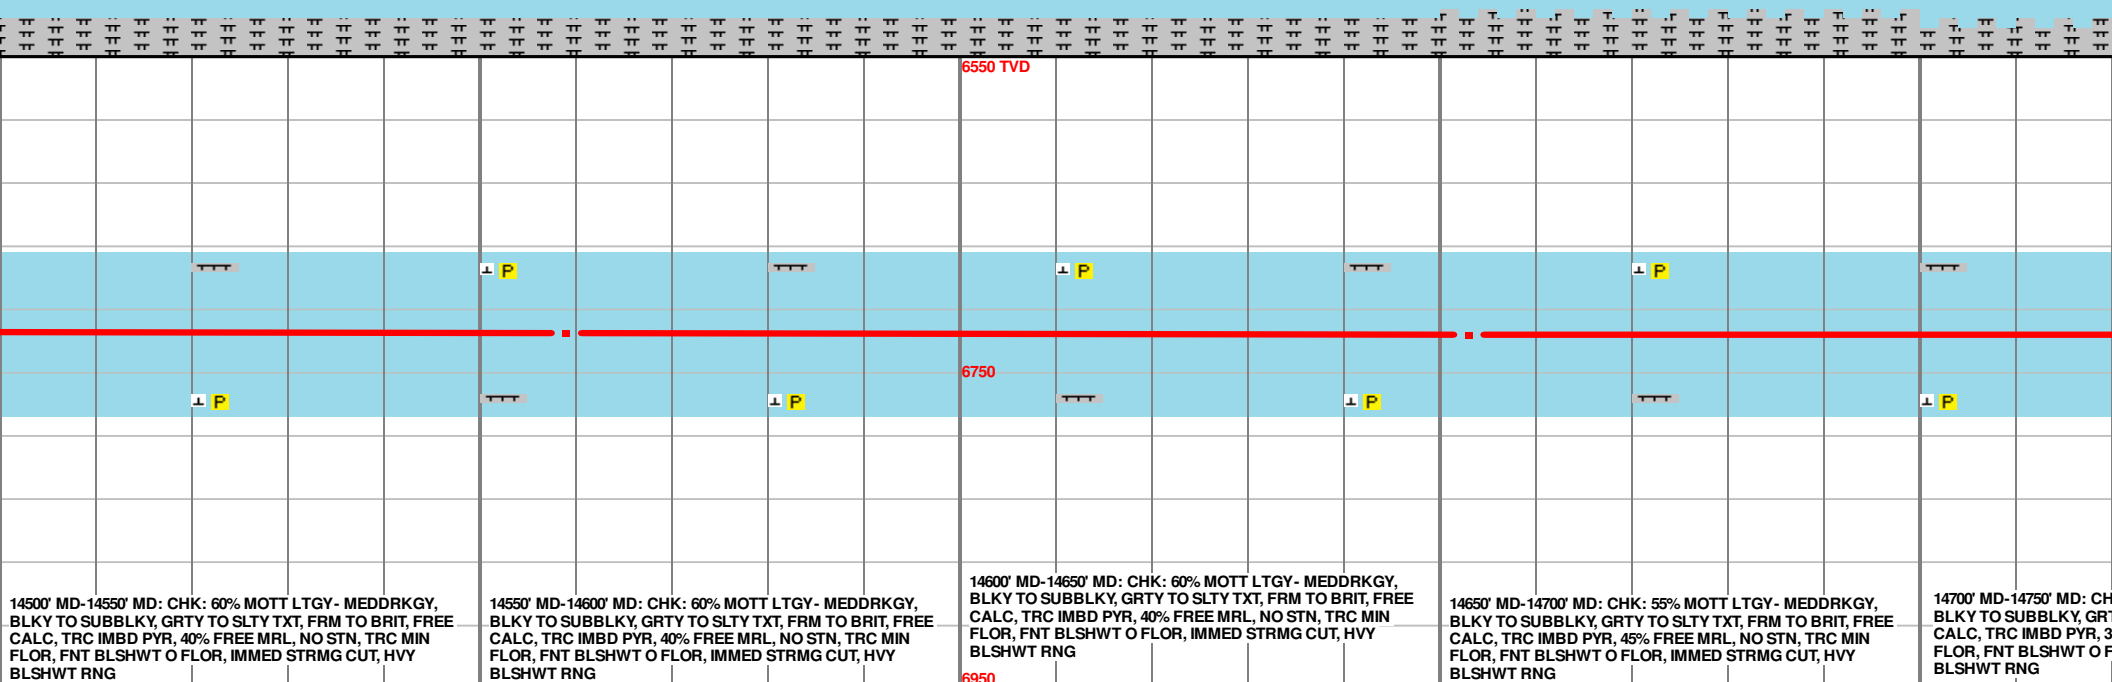 6550 TVD
P
P
P
6750
P
P
P
P
14500' MD-14550' MD: CHK: 60% MOTT LTGY- MEDDRKGY,
BLKY TO SUBBLKY, GRTY TO SLTY TXT, FRM TO BRIT, FREE
CALC, TRC IMBD PYR, 40% FREE MRL, NO STN, TRC MIN
FLOR, FNT BLSHWT O FLOR, IMMED STRMG CUT, HVY
BLSHWT RNG
14550' MD-14600' MD: CHK: 60% MOTT LTGY- MEDDRKGY,
BLKY TO SUBBLKY, GRTY TO SLTY TXT, FRM TO BRIT, FREE
CALC, TRC IMBD PYR, 40% FREE MRL, NO STN, TRC MIN
FLOR, FNT BLSHWT O FLOR, IMMED STRMG CUT, HVY
BLSHWT RNG
14600' MD-14650' MD: CHK: 60% MOTT LTGY- MEDDRKGY,
BLKY TO SUBBLKY, GRTY TO SLTY TXT, FRM TO BRIT, FREE
CALC, TRC IMBD PYR, 40% FREE MRL, NO STN, TRC MIN
FLOR, FNT BLSHWT O FLOR, IMMED STRMG CUT, HVY
BLSHWT RNG
6950
14650' MD-14700' MD: CHK: 55% MOTT LTGY- MEDDRKGY,
BLKY TO SUBBLKY, GRTY TO SLTY TXT, FRM TO BRIT, FREE
CALC, TRC IMBD PYR, 45% FREE MRL, NO STN, TRC MIN
FLOR, FNT BLSHWT O FLOR, IMMED STRMG CUT, HVY
BLSHWT RNG
14700' MD-14750' MD: CH
BLKY TO SUBBLKY, GRT
CALC, TRC IMBD PYR, 3
FLOR, FNT BLSHWT O F
BLSHWT RNG